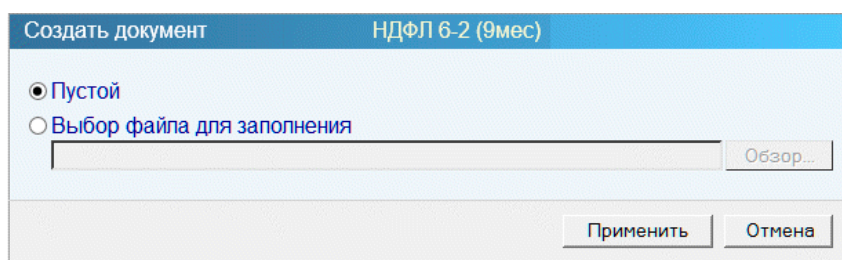 Создать документ НДФЛ 6-2 (9мес)
Пустой
Выбор файла для заполнения
Обзор...
Применить Отмена